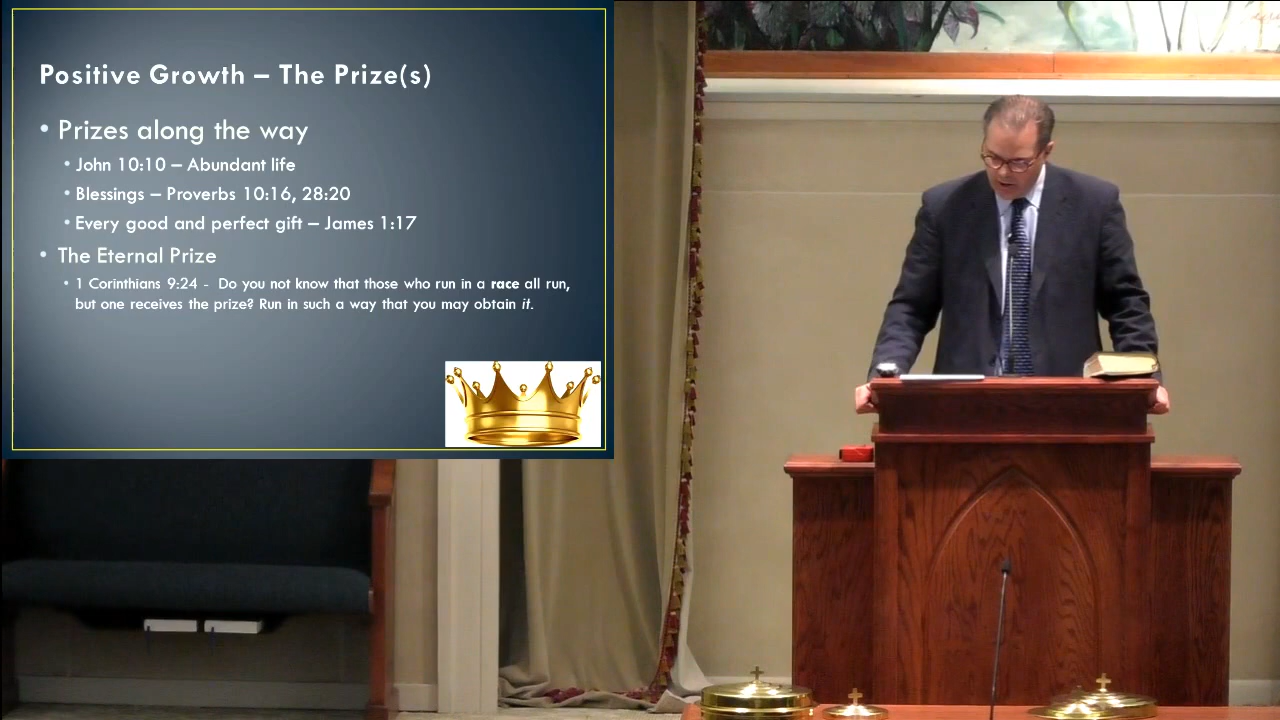 Positive Growth – The Prize(s)
• Prizes along the way
• John 10:10 – Abundant life
• Blessings – Proverbs 10:16, 28:20
• Every good and perfect gift – James 1:17
• The Eternal Prize
• 1 Corinthians 9:24 - Do you not know that those who run in a race all run,
but one receives the prize? Run in such a way that you may obtain it.